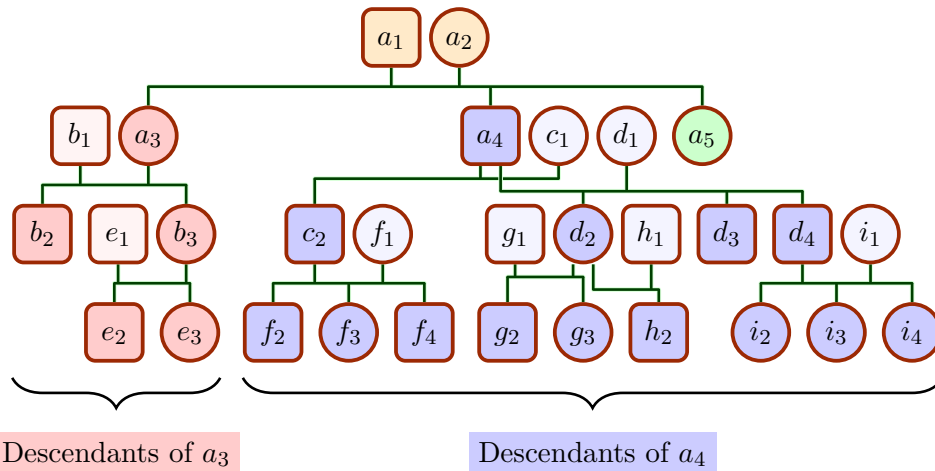 a₁ a₂
b₁ a₃ a₄ c₁ d₁ a₅
b₂ e₁ b₃ c₂ f₁ g₁ d₂ h₁ d₃ d₄ i₁
e₂ e₃ f₂ f₃ f₄ g₂ g₃ h₂ i₂ i₃ i₄
Descendants of a₃ Descendants of a₄